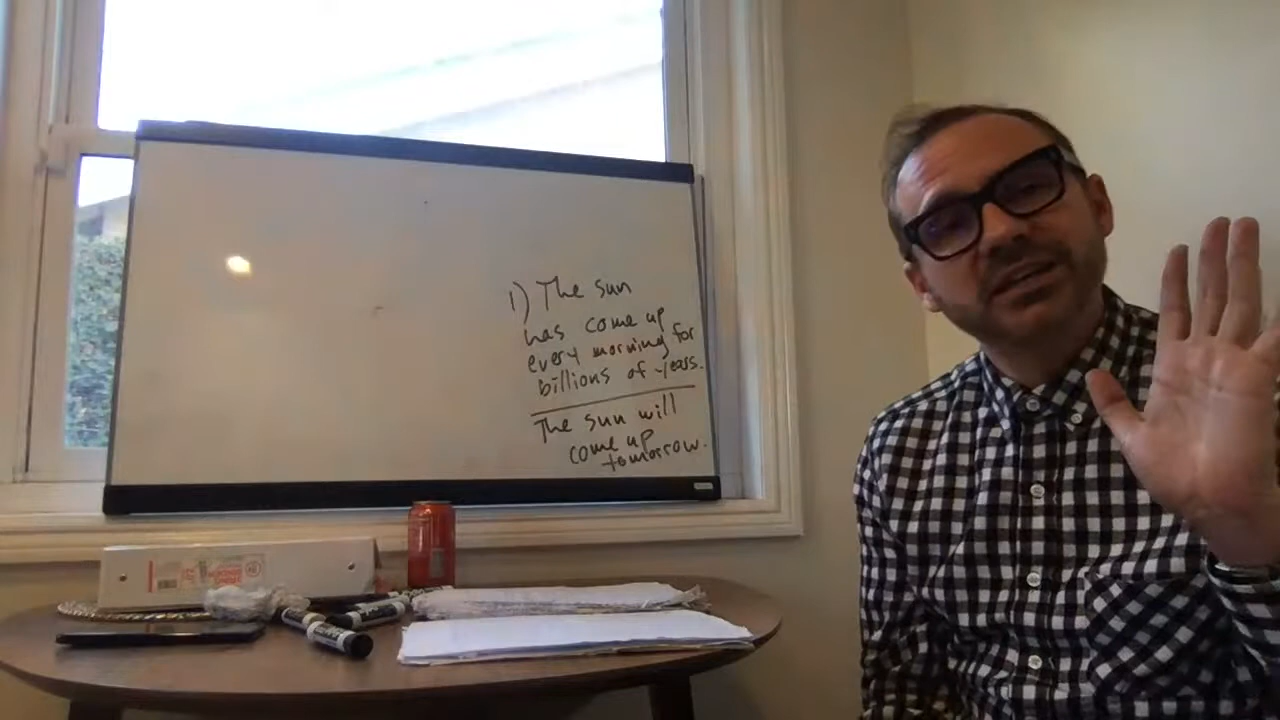 1) The sun
has come up
every morning for
billions of years.
The sun will
come up
tomorrow.